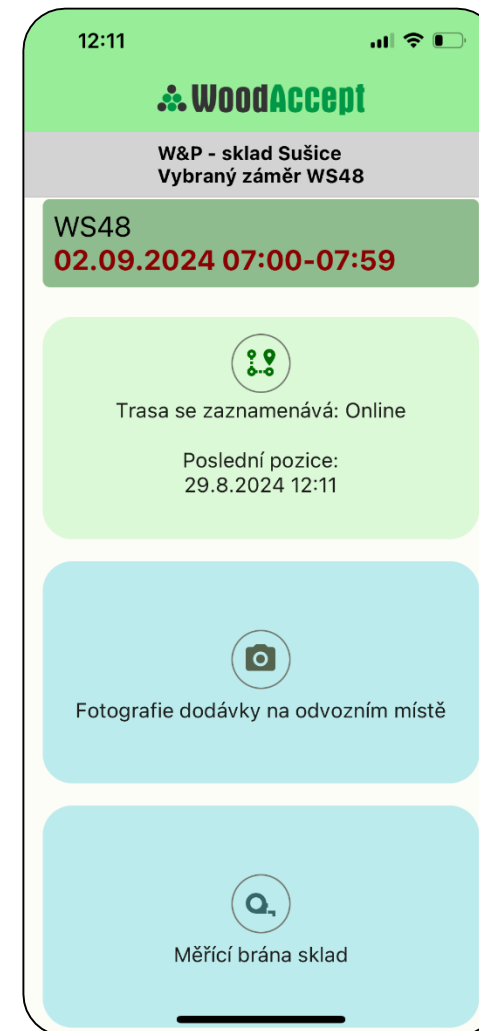 12:11
WoodAccept
W&P - sklad Sušice
Vybraný záměr WS48
WS48
02.09.2024 07:00-07:59
Trasa se zaznamenává: Online
Poslední pozice:
29.8.2024 12:11
Fotografie dodávky na odvozním místě
Měřící brána sklad